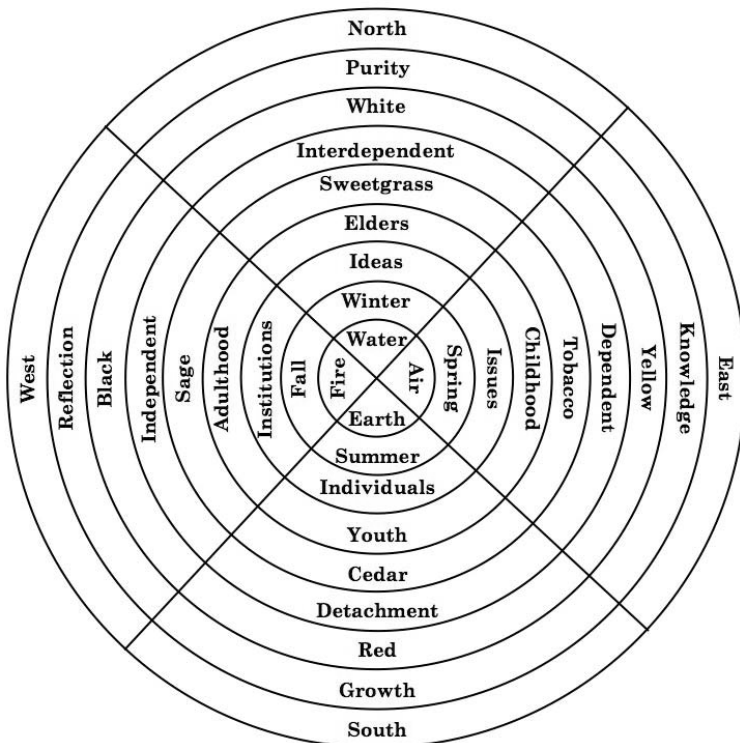 North
Purity
White
Interdependent
Sweetgrass
Elders
Ideas
Winter
Water
West
Reflection
Black
Independent
Sage
Adulthood
Institutions
Fall
Fire
Air
Spring
Issues
Childhood
Tobacco
Dependent
Yellow
Knowledge
East
Earth
Summer
Individuals
Youth
Cedar
Detachment
Red
Growth
South